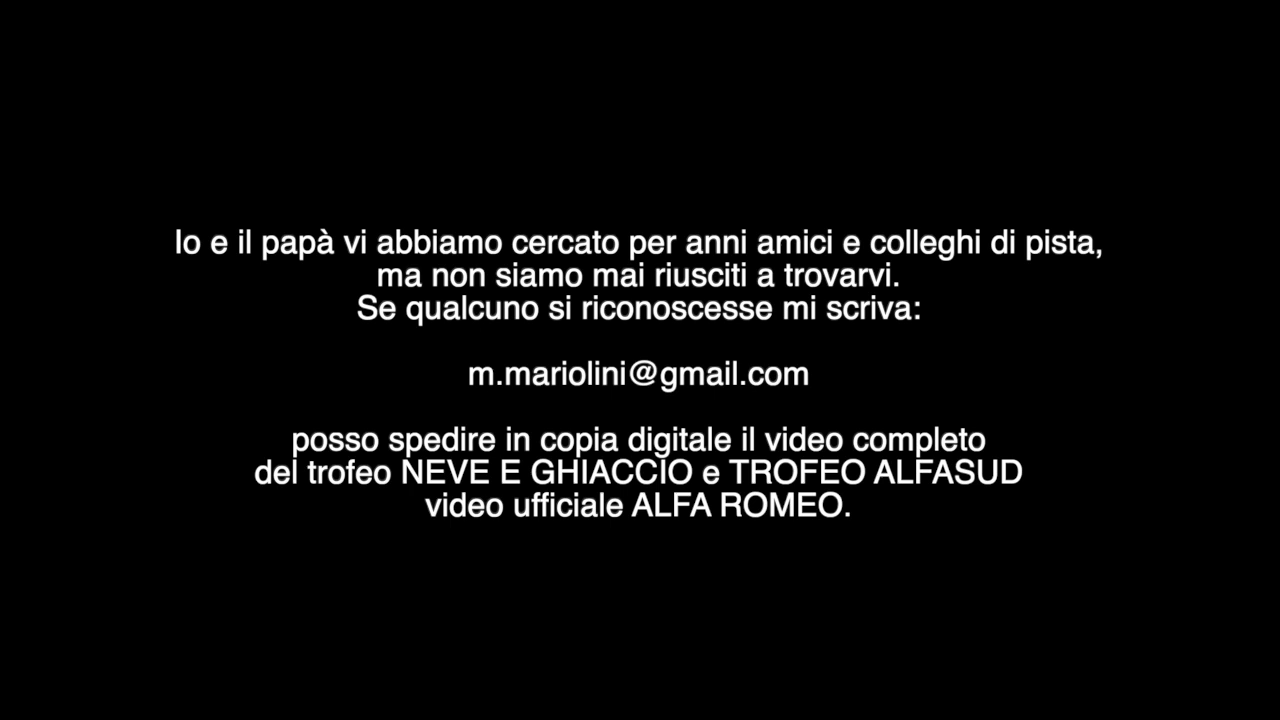 Io e il papà vi abbiamo cercato per anni amici e colleghi di pista,
ma non siamo mai riusciti a trovarvi.
Se qualcuno si riconoscesse mi scriva:
m.mariolini@gmail.com
posso spedire in copia digitale il video completo
del trofeo NEVE E GHIACCIO e TROFEO ALFASUD
video ufficiale ALFA ROMEO.